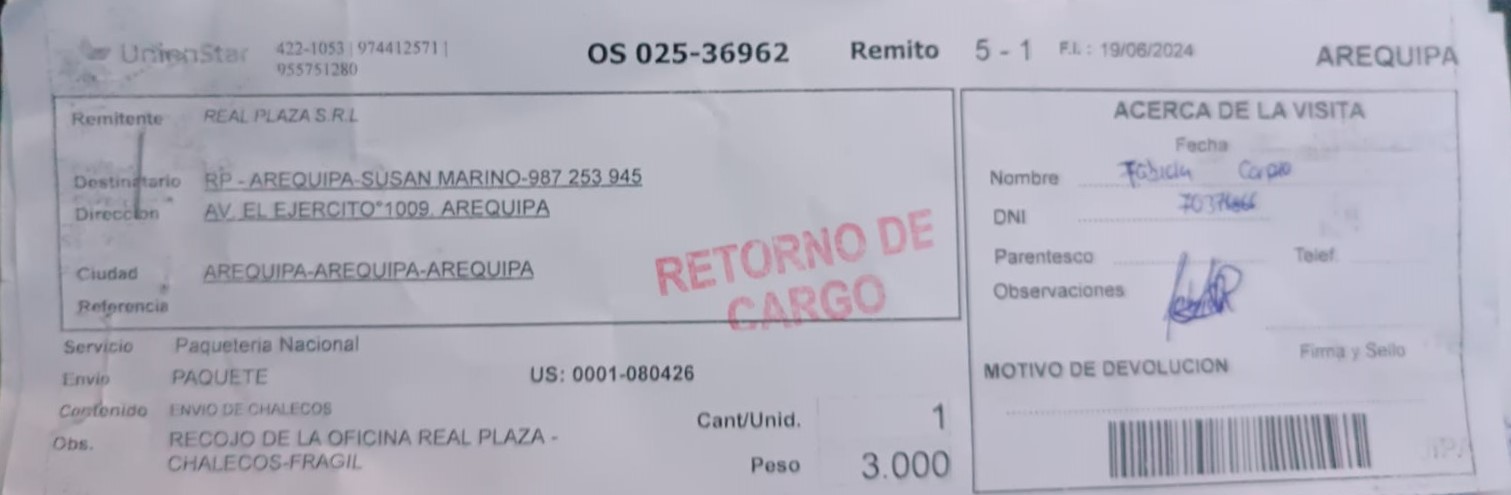 UnionStar
422-1053 | 974412571 |
955751280
OS 025-36962 Remito 5 - 1 F.I. : 19/06/2024 AREQUIPA
Remitente REAL PLAZA S.R.L
Destinatario RP - AREQUIPA-SUSAN MARINO-987 253 945
Direccion AV. EL EJERCITO°1009. AREQUIPA
Ciudad AREQUIPA-AREQUIPA-AREQUIPA
Referencia
RETORNO DE
CARGO
Servicio Paqueteria Nacional
Envio PAQUETE US: 0001-080426
Contenido ENVIO DE CHALECOS
Obs. RECOJO DE LA OFICINA REAL PLAZA -
CHALECOS-FRAGIL
Cant/Unid. 1
Peso 3.000
ACERCA DE LA VISITA
Fecha
Nombre Carpio
DNI
Parentesco Telef.
Observaciones
Firma y Sello
MOTIVO DE DEVOLUCION